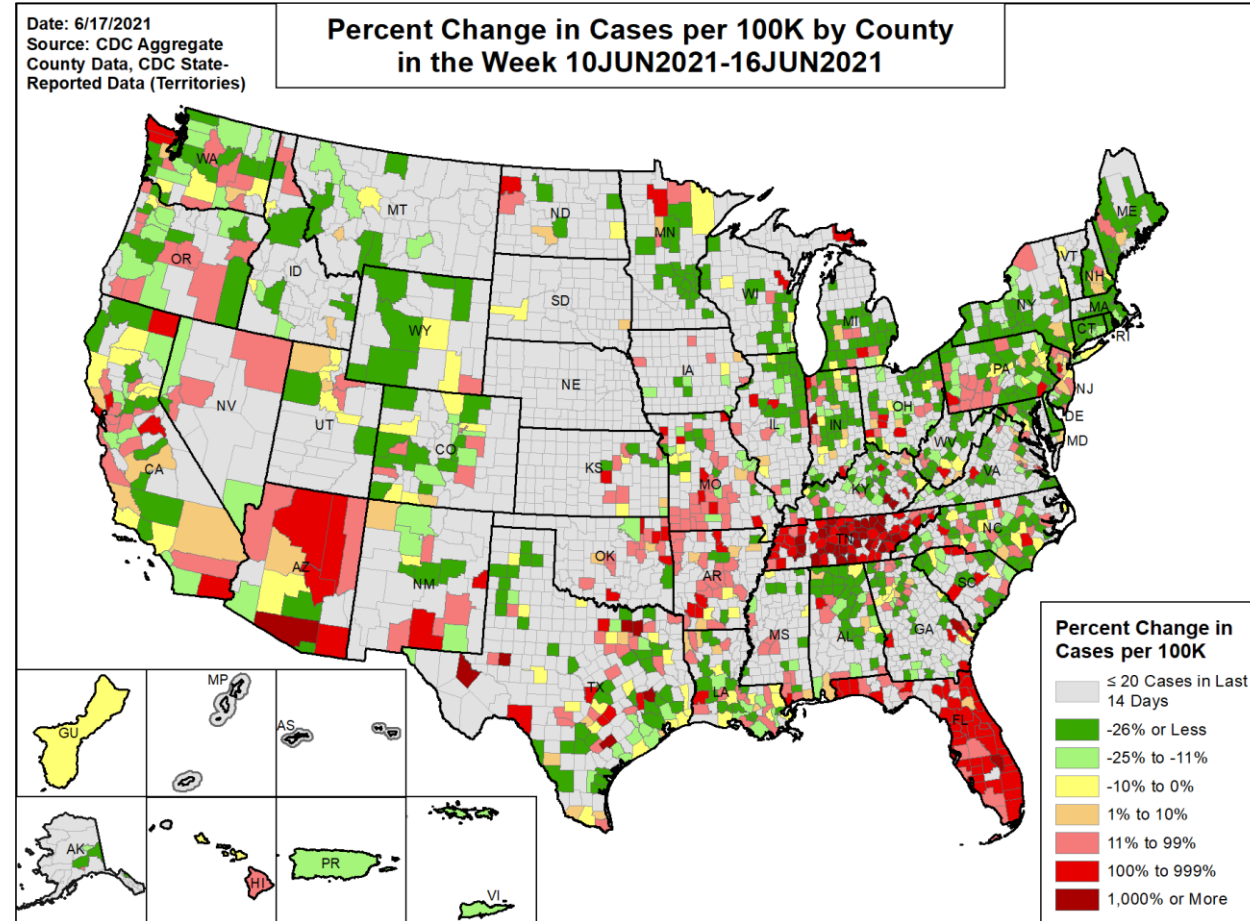 Date: 6/17/2021
Source: CDC Aggregate
County Data, CDC State-
Reported Data (Territories)
Percent Change in Cases per 100K by County
in the Week 10JUN2021-16JUN2021
WA
MT
ND
MN
ME
OR
ID
WY
SD
WI
MI
VT
NH
NY
MA
CT
RI
NV
UT
CO
NE
IA
IL
IN
OH
PA
NJ
DE
MD
WV
VA
CA
KS
MO
KY
AZ
NM
OK
AR
TN
NC
SC
TX
LA
MS
AL
GA
FL
GU
MP
AS
AK
HI
PR
VI
Percent Change in
Cases per 100K
≤ 20 Cases in Last
14 Days
-26% or Less
-25% to -11%
-10% to 0%
1% to 10%
11% to 99%
100% to 999%
1,000% or More